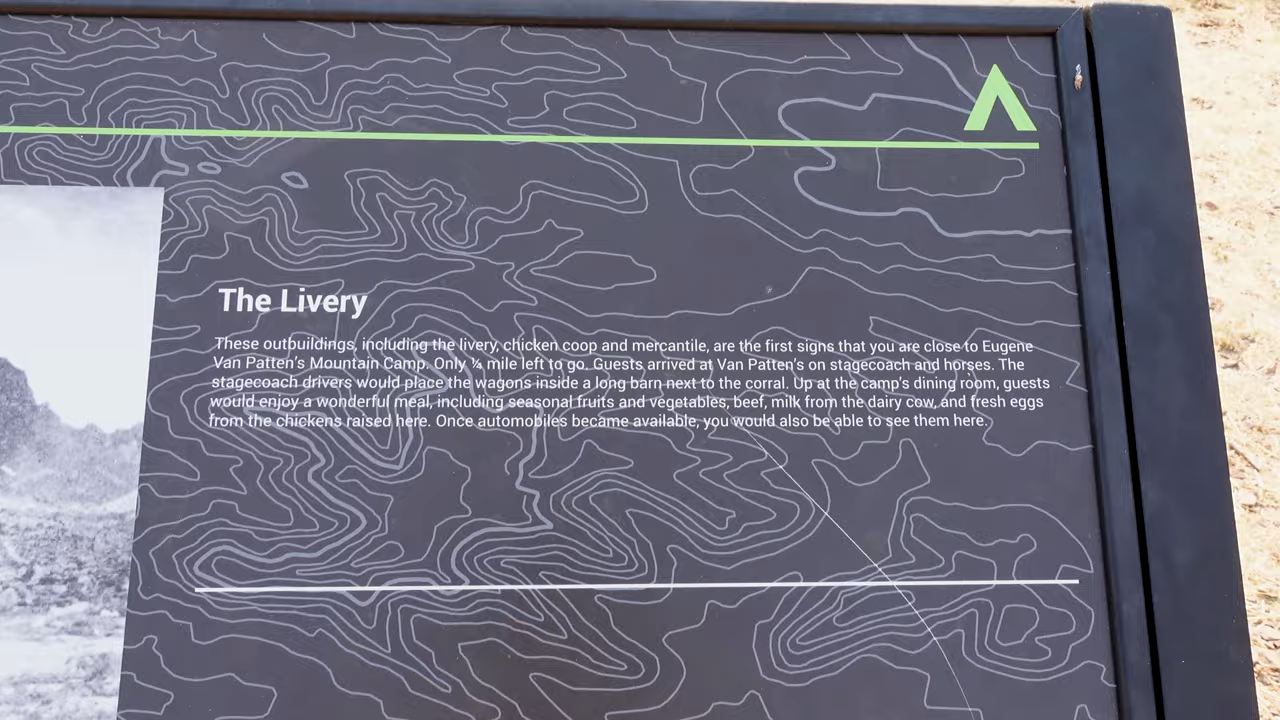 The Livery
These outbuildings, including the livery, chicken coop and mercantile, are the first signs that you are close to Eugene
Van Patten's Mountain Camp. Only ¼ mile left to go. Guests arrived at Van Patten's on stagecoach and horses. The
stagecoach drivers would place the wagons inside a long barn next to the corral. Up at the camp's dining room, guests
would enjoy a wonderful meal, including seasonal fruits and vegetables, beef, milk from the dairy cow, and fresh eggs
from the chickens raised here. Once automobiles became available, you would also be able to see them here.